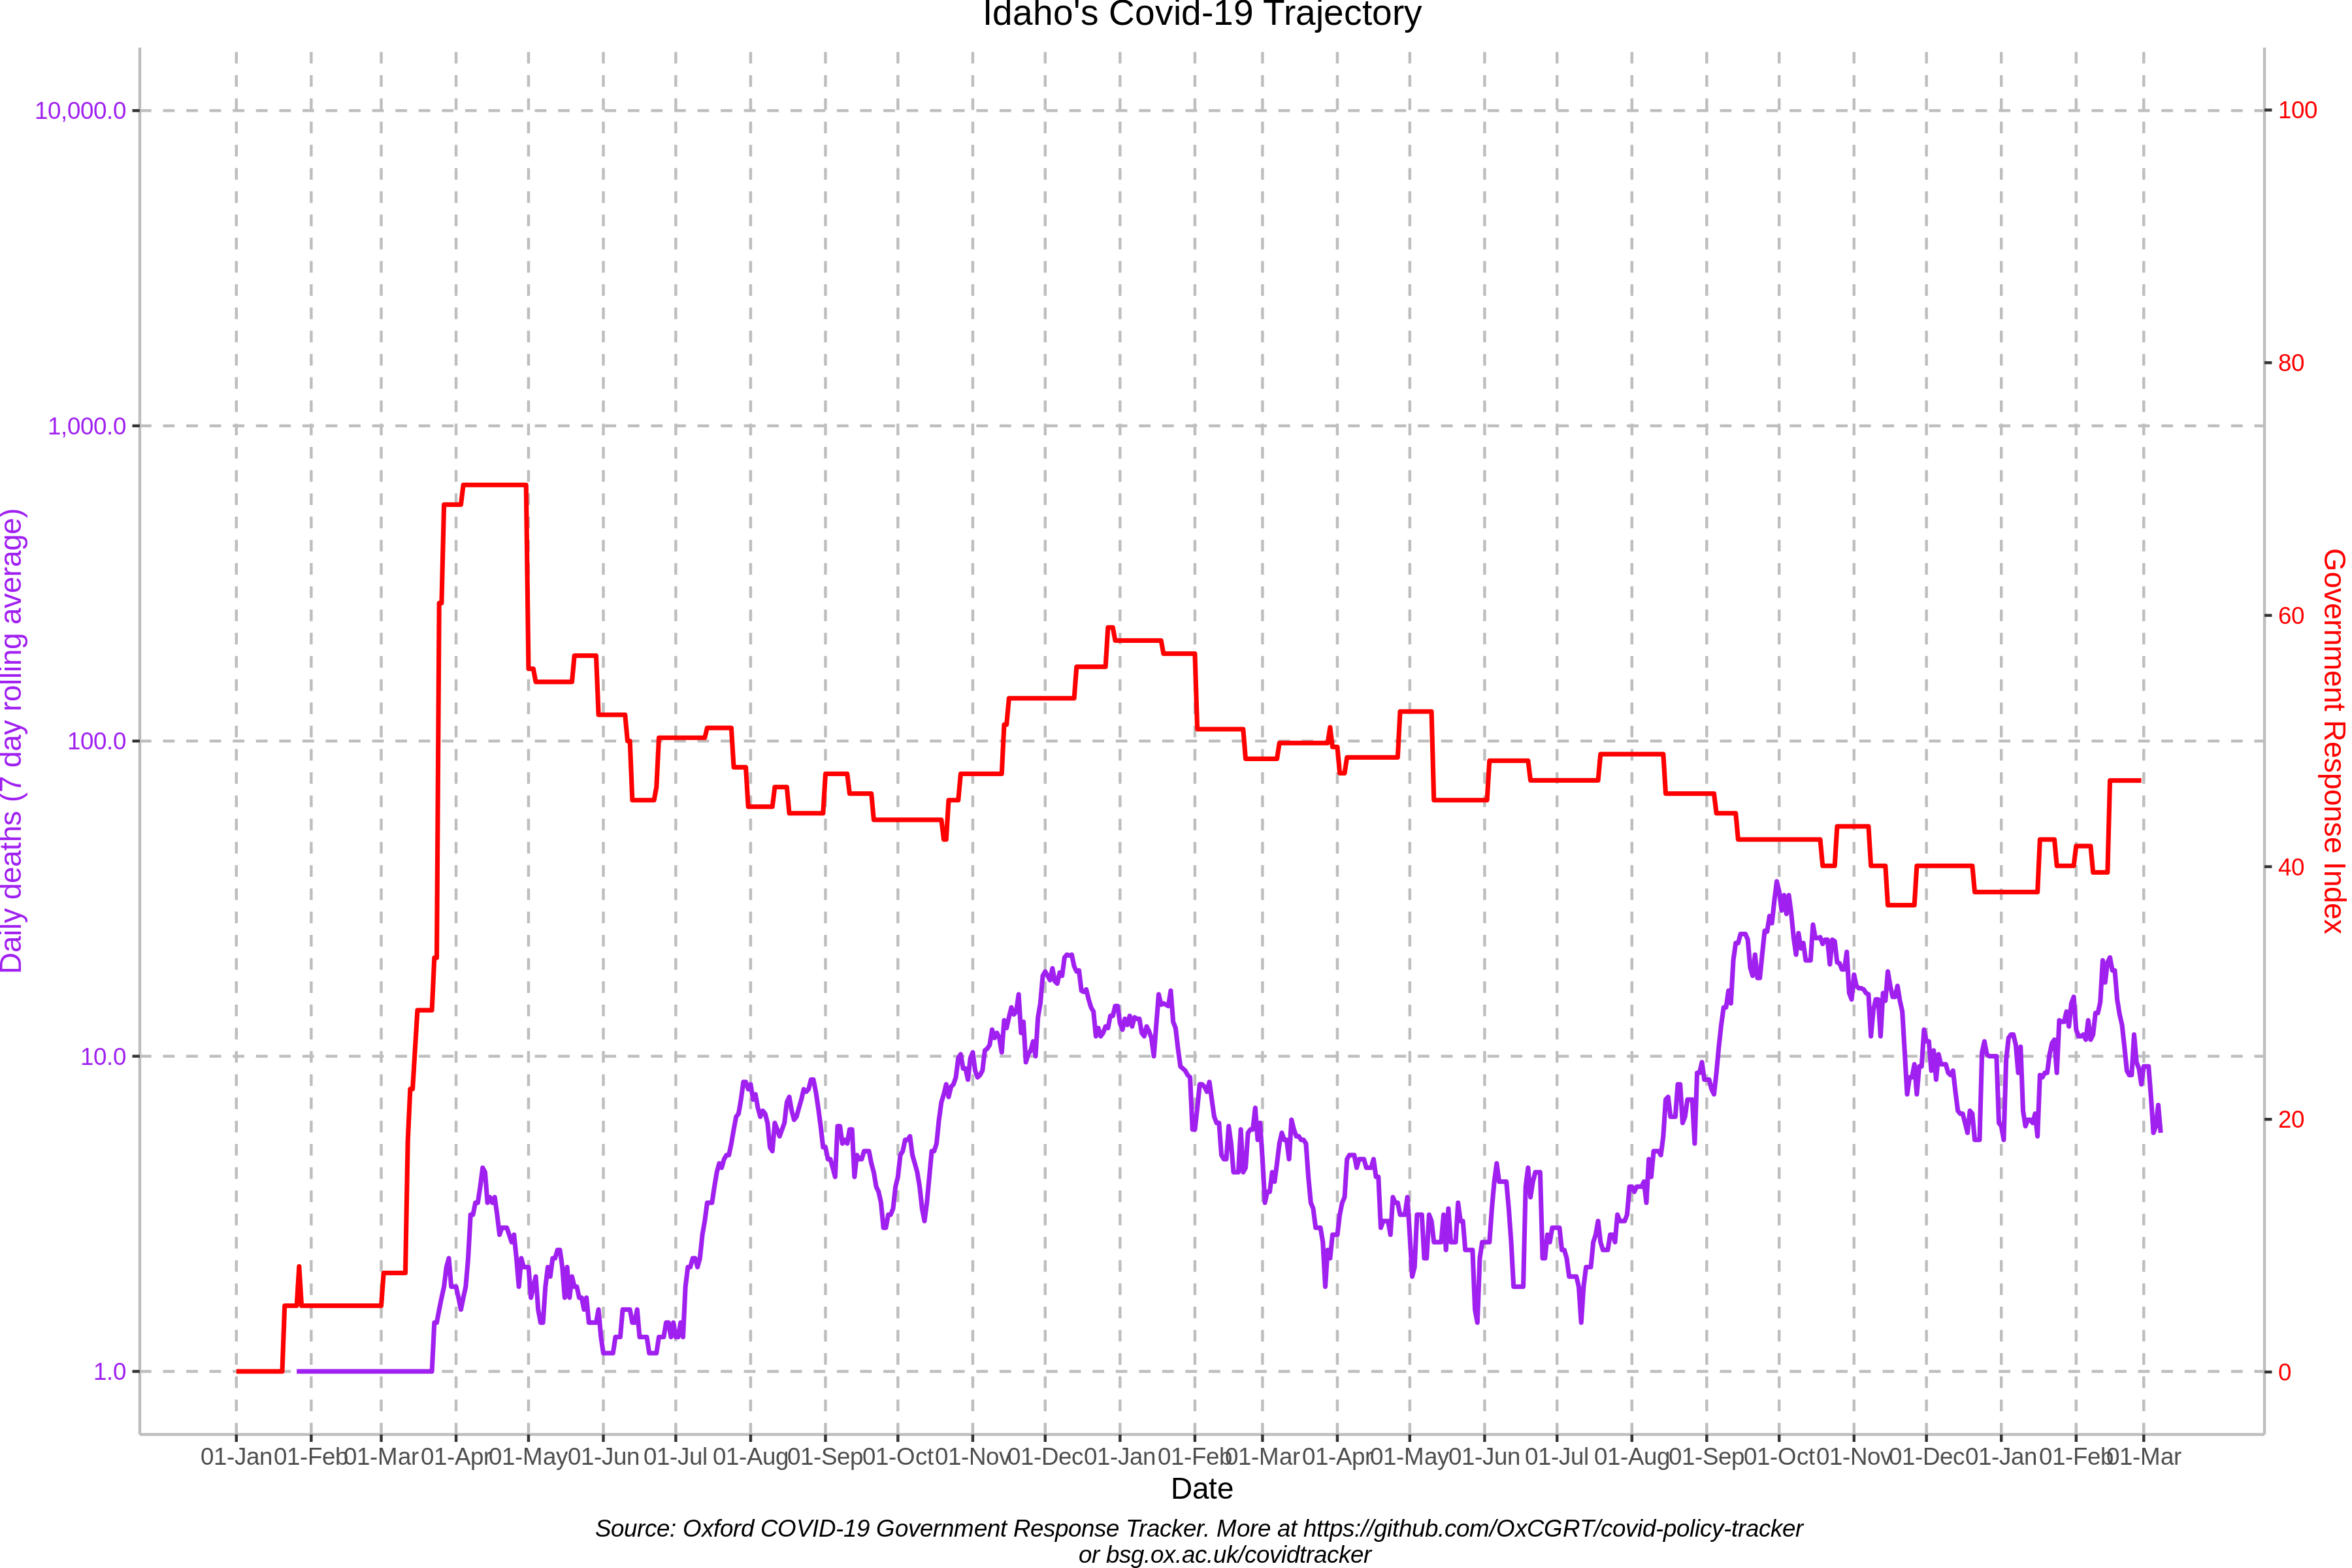 Idaho's Covid-19 Trajectory
Daily deaths (7 day rolling average)
10,000.0
1,000.0
100.0
10.0
1.0
100
80
60
40
20
0
Government Response Index
01-Jan 01-Feb 01-Mar 01-Apr 01-May 01-Jun 01-Jul 01-Aug 01-Sep 01-Oct 01-Nov 01-Dec 01-Jan 01-Feb 01-Mar 01-Apr 01-May 01-Jun 01-Jul 01-Aug 01-Sep 01-Oct 01-Nov 01-Dec 01-Jan 01-Feb 01-Mar
Date
Source: Oxford COVID-19 Government Response Tracker. More at https://github.com/OxCGRT/covid-policy-tracker
or bsg.ox.ac.uk/covidtracker